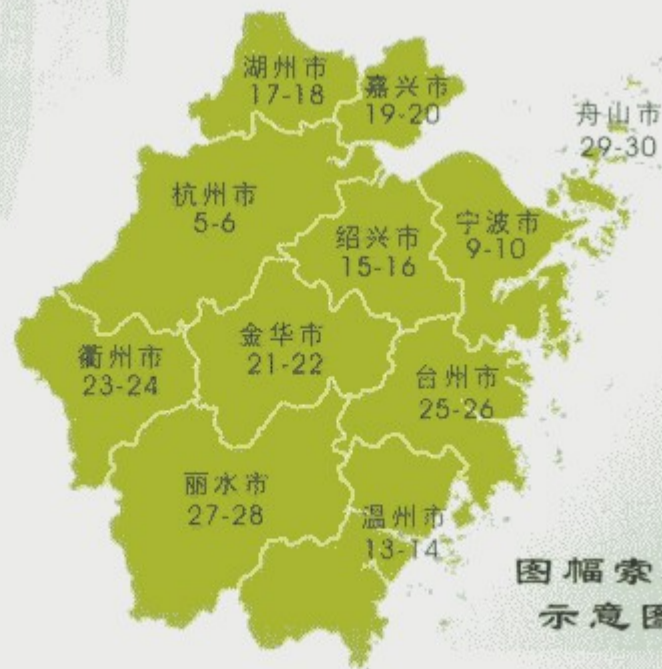 湖州市
17-18
嘉兴市
19-20
舟山市
29-30
杭州市
5-6
绍兴市
15-16
宁波市
9-10
金华市
21-22
衢州市
23-24
台州市
25-26
丽水市
27-28
温州市
13-14
图幅索
示意图